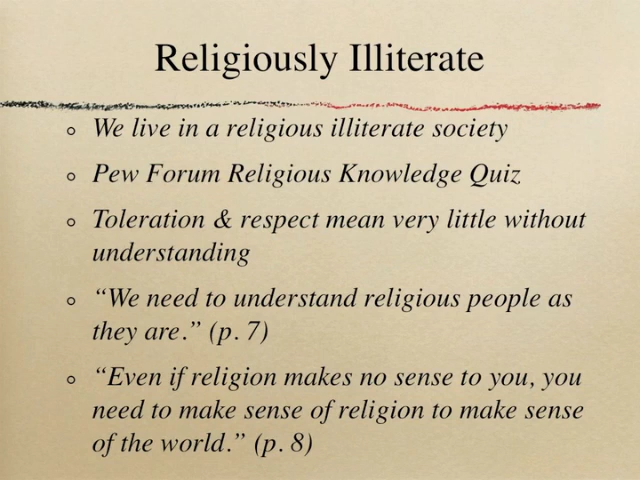 Religiously Illiterate
We live in a religious illiterate society
Pew Forum Religious Knowledge Quiz
Toleration & respect mean very little without
understanding
“We need to understand religious people as
they are.” (p. 7)
“Even if religion makes no sense to you, you
need to make sense of religion to make sense
of the world.” (p. 8)